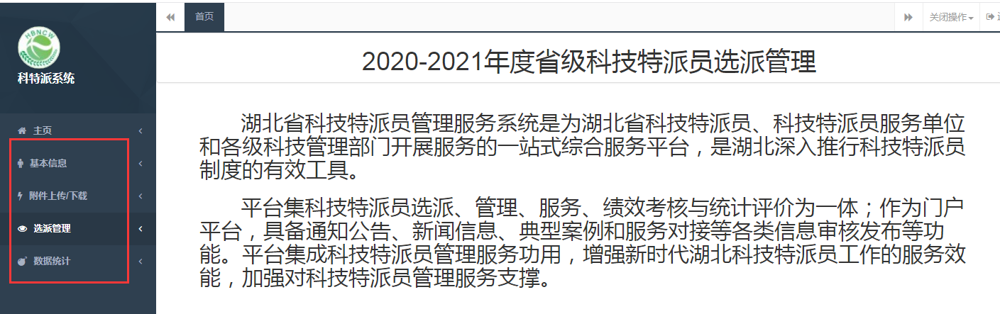 首页
关闭操作
HBNCW
科特派系统
2020-2021年度省级科技特派员选派管理
主页
基本信息
附件上传/下载
选派管理
数据统计
湖北省科技特派员管理服务系统是为湖北省科技特派员、科技特派员服务单位
和各级科技管理部门开展服务的一站式综合服务平台，是湖北深入推行科技特派员
制度的有效工具。
平台集科技特派员选派、管理、服务、绩效考核与统计评价为一体；作为门户
平台，具备通知公告、新闻信息、典型案例和服务对接等各类信息审核发布等功
能。平台集成科技特派员管理服务功用，增强新时代湖北科技特派员工作的服务效
能，加强对科技特派员管理服务支撑。